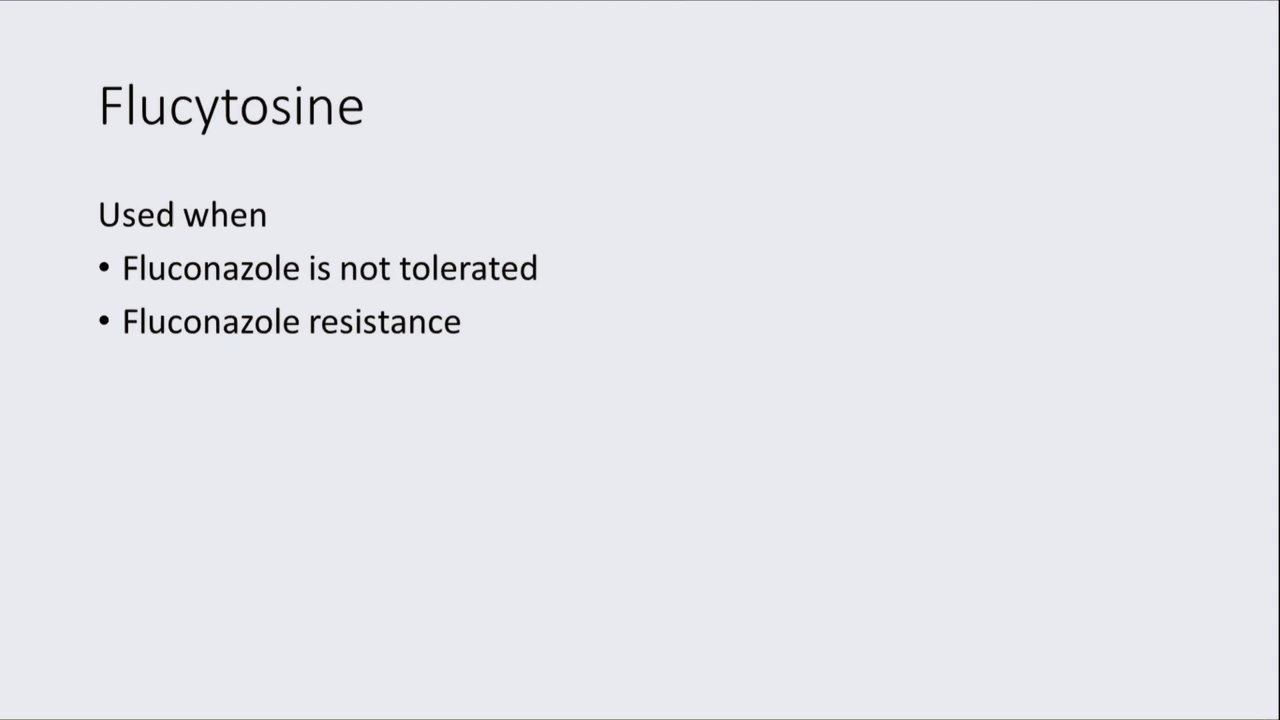 Flucytosine
Used when
• Fluconazole is not tolerated
• Fluconazole resistance